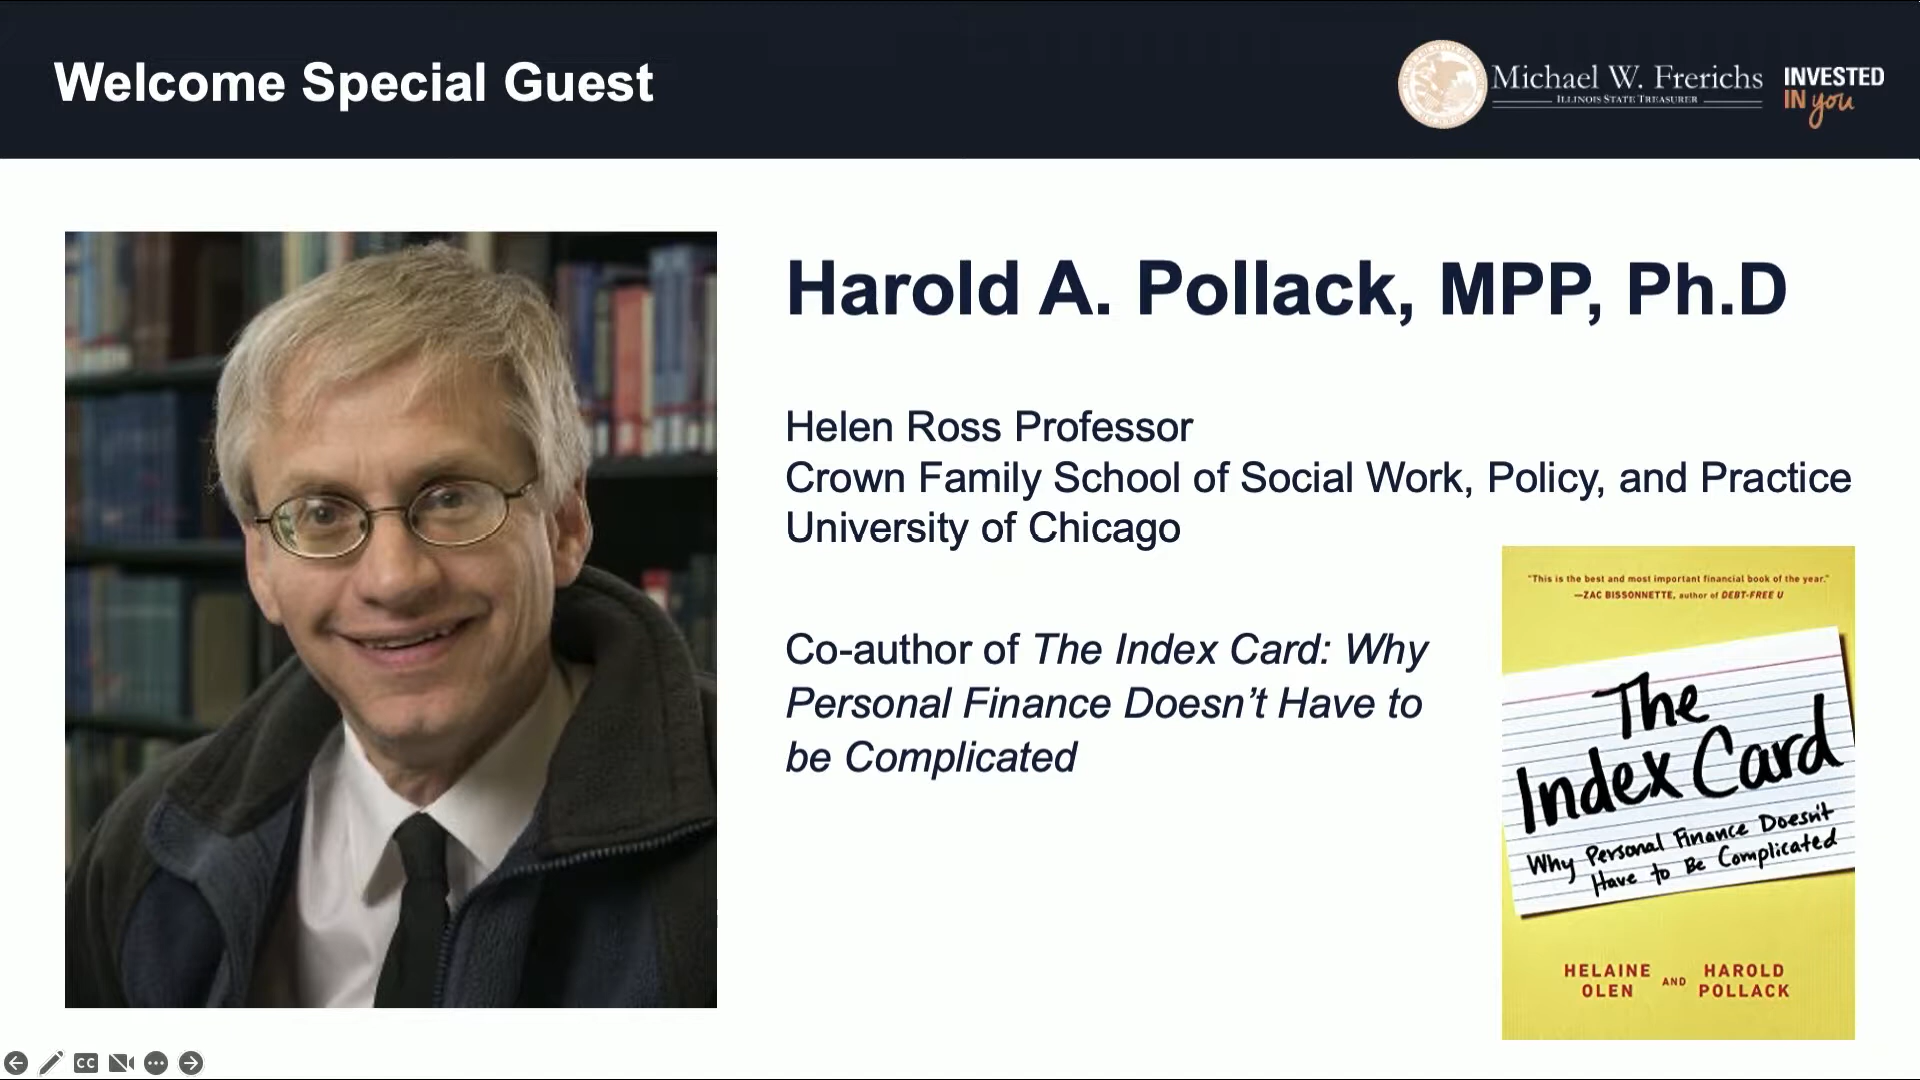 Welcome Special Guest
Michael W. Frerichs
ILLINOIS STATE TREASURER
INVESTED
IN you
Harold A. Pollack, MPP, Ph.D
Helen Ross Professor
Crown Family School of Social Work, Policy, and Practice
University of Chicago
Co-author of The Index Card: Why
Personal Finance Doesn’t Have to
be Complicated
"This is the best and most important financial book of the year."
—ZAC BISSONNETTE, author of DEBT-FREE U
The
Index Card
Why Personal Finance Doesn't
Have to Be Complicated
HELAINE OLEN AND HAROLD POLLACK
CC